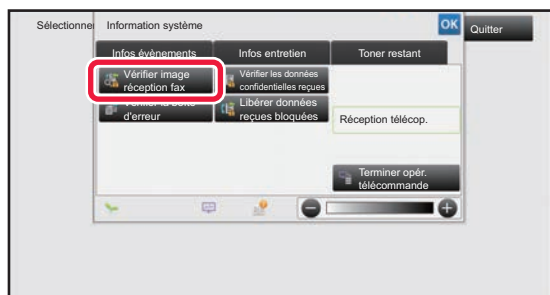 Sélectionne
Information système
OK
Quitter
Infos évènements
Infos entretien
Toner restant
Vérifier image
réception fax
Vérifier les données
confidentielles reçues
d'erreur
Libérer données
reçues bloquées
Réception télécop.
Terminer opér.
télécommande